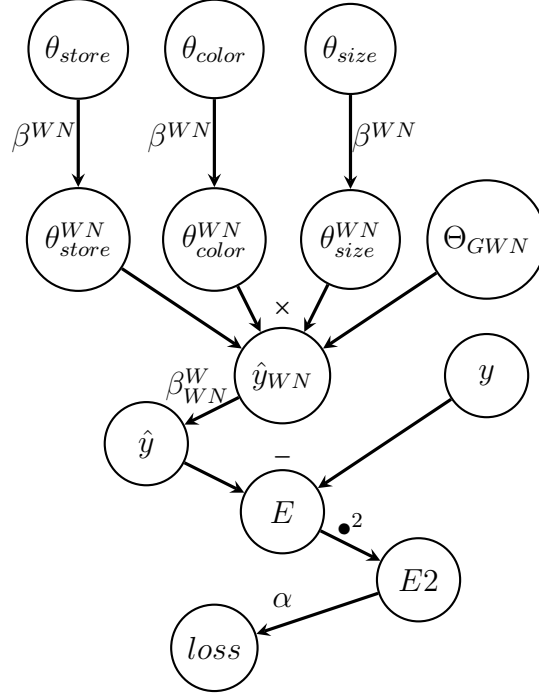 θ_store θ_color θ_size
β^WN β^WN β^WN
θ^WN_store θ^WN_color θ^WN_size Θ_GWN
×
β^W_WN ŷ_WN y
ŷ
−
E
•²
E2
α
loss